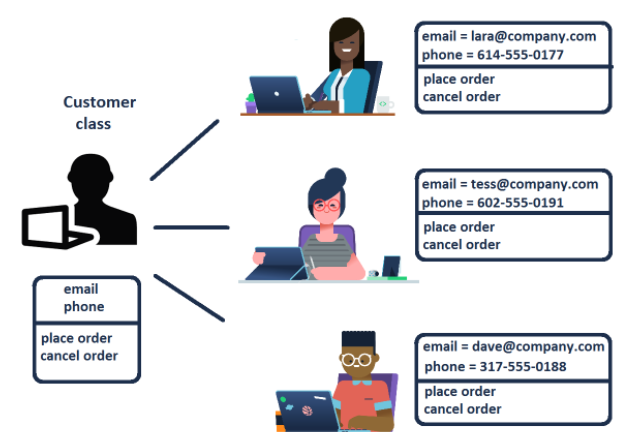 Customer
class
email
phone
place order
cancel order
email = lara@company.com
phone = 614-555-0177
place order
cancel order
email = tess@company.com
phone = 602-555-0191
place order
cancel order
email = dave@company.com
phone = 317-555-0188
place order
cancel order